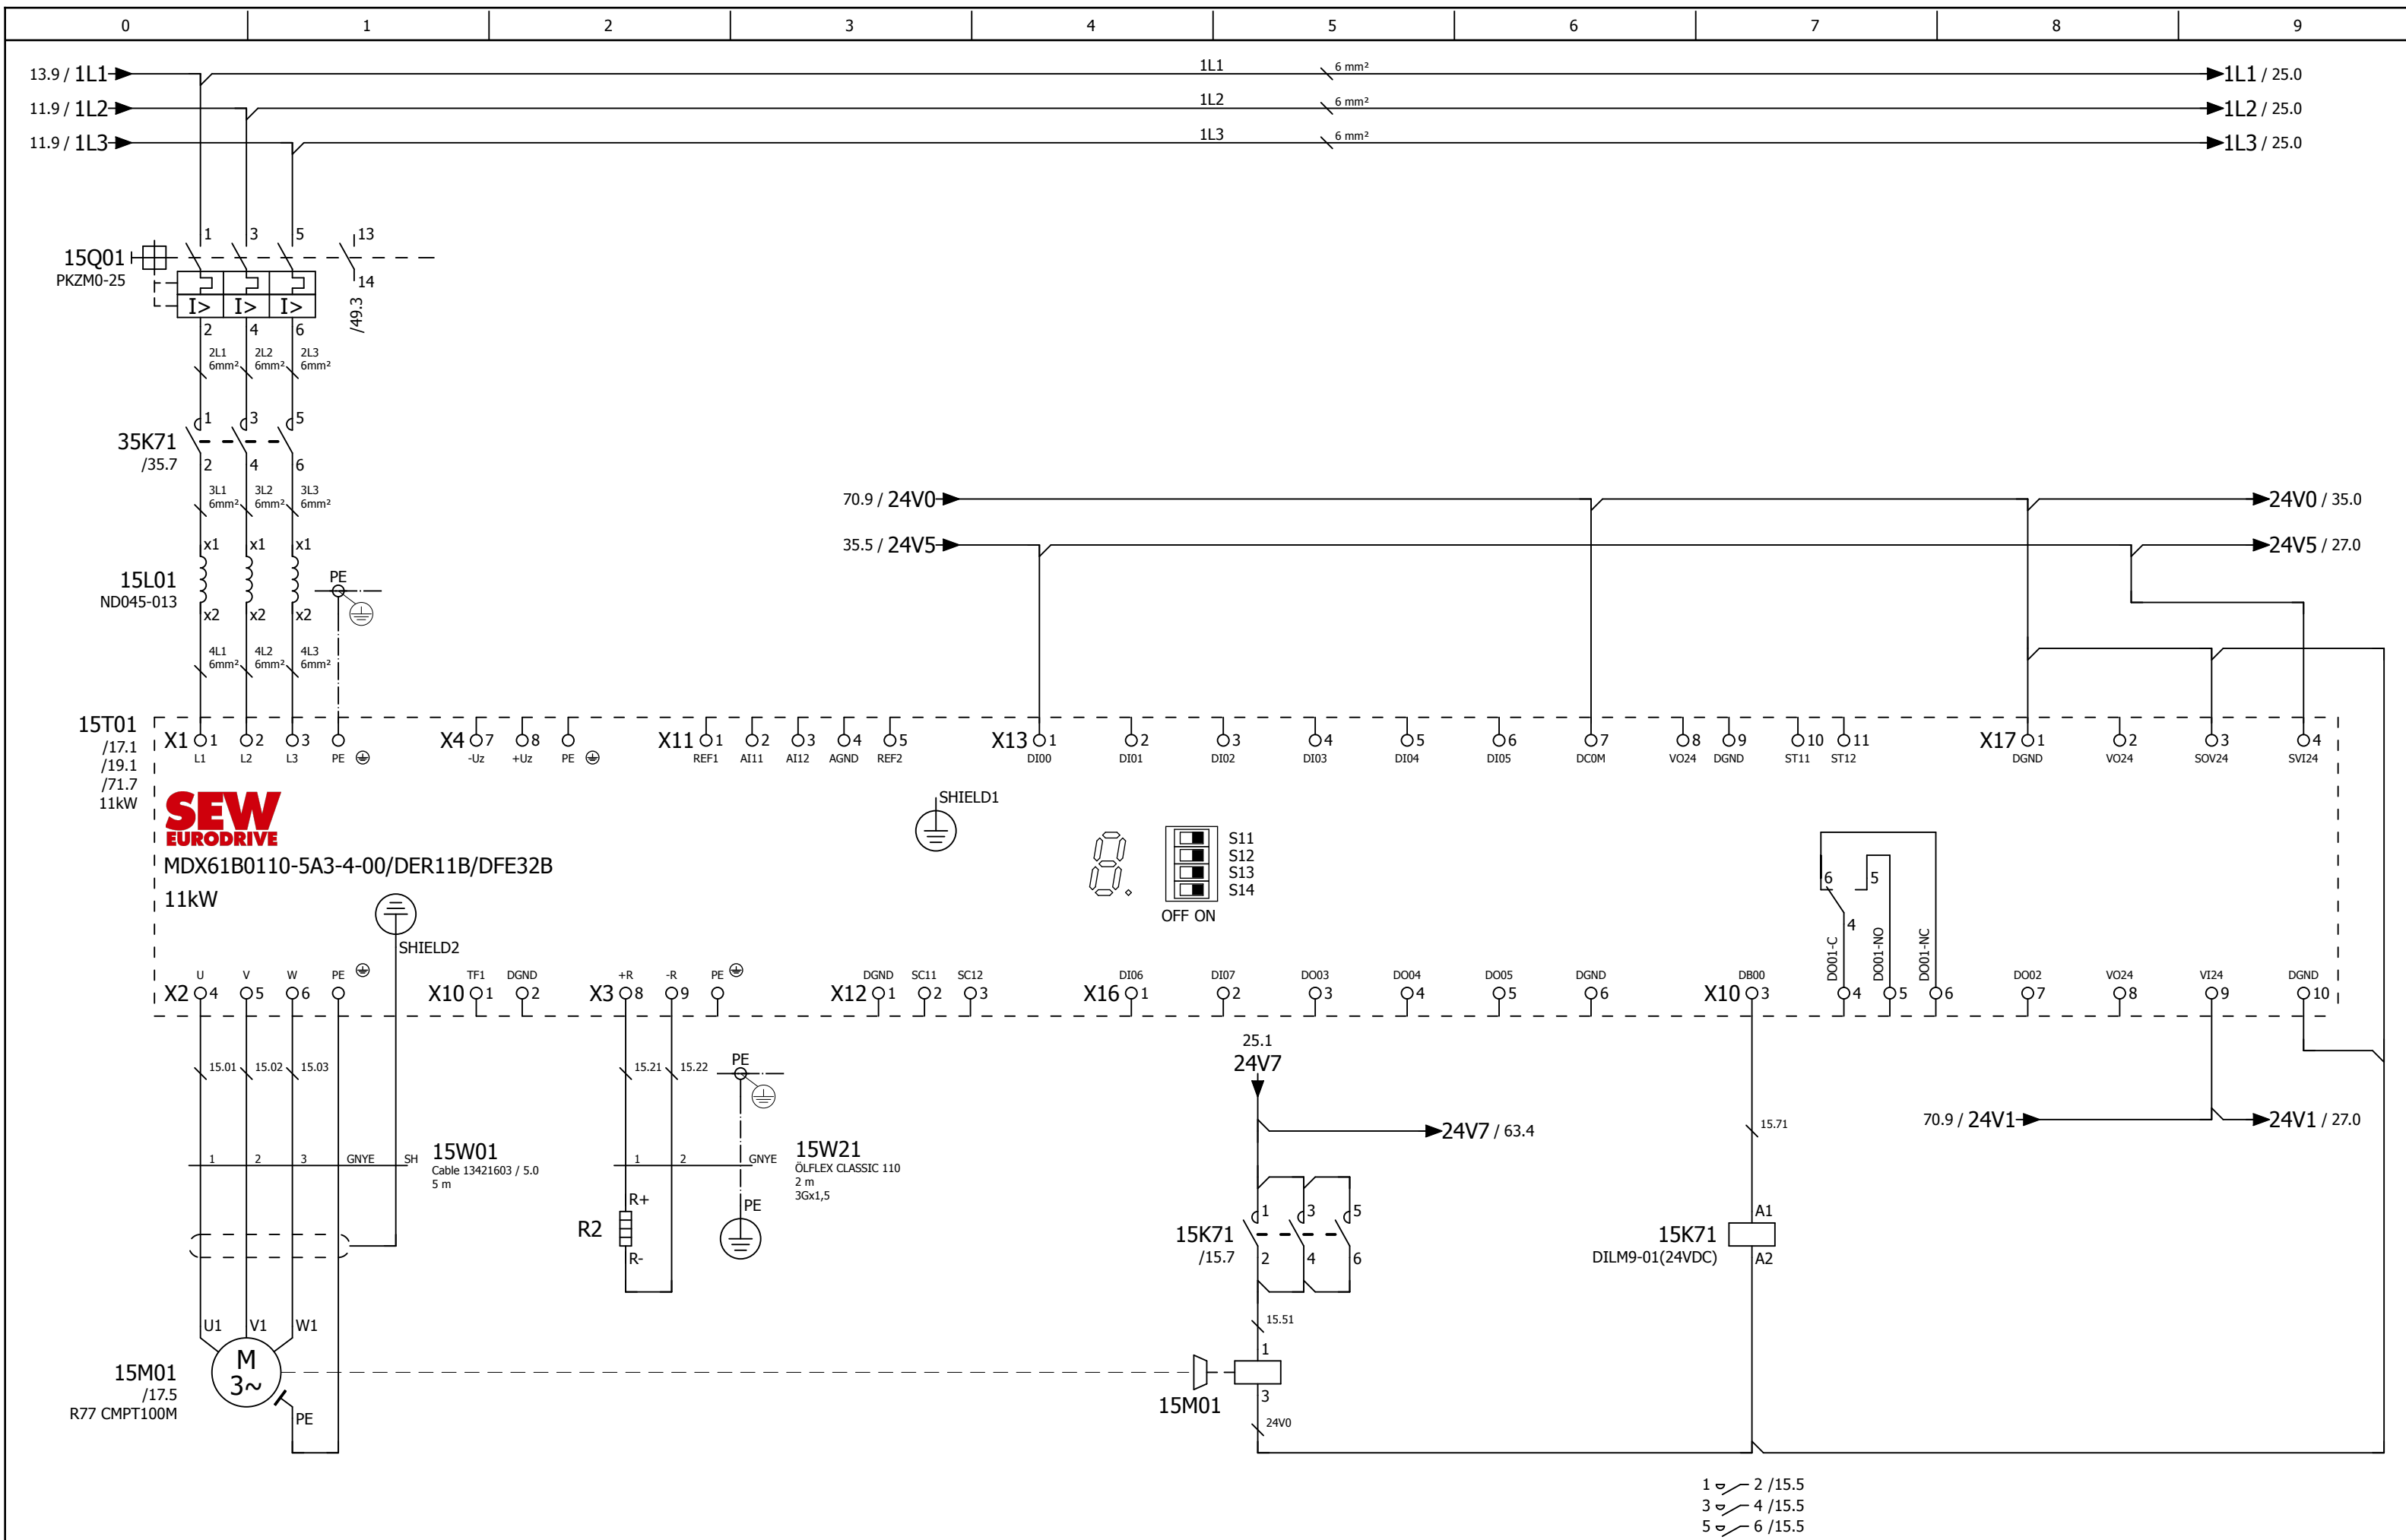 0 1 2 3 4 5 6 7 8 9
13.9 / 1L1 1L1 6 mm² 1L1 / 25.0
11.9 / 1L2 1L2 6 mm² 1L2 / 25.0
11.9 / 1L3 1L3 6 mm² 1L3 / 25.0
1 3 5 13
15Q01
PKZM0-25
14
I> I> I>
/49.3
2 4 6
2L1 2L2 2L3
6mm² 6mm² 6mm²
1 3 5
35K71
/35.7
2 4 6
3L1 3L2 3L3
6mm² 6mm² 6mm²
70.9 / 24V0 24V0 / 35.0
35.5 / 24V5 24V5 / 27.0
x1 x1 x1
15L01
ND045-013
PE
x2 x2 x2
4L1 4L2 4L3
6mm² 6mm² 6mm²
15T01
/17.1
/19.1
/71.7
11kW
X1 1 2 3 X4 7 8 X11 1 2 3 4 5 X13 1 2 3 4 5 6 7 8 9 10 11 X17 1 2 3 4
L1 L2 L3 PE -Uz +Uz PE REF1 AI11 AI12 AGND REF2 DI00 DI01 DI02 DI03 DI04 DI05 DC0M VO24 DGND ST11 ST12 DGND VO24 SOV24 SVI24
SEW
EURODRIVE
MDX61B0110-5A3-4-00/DER11B/DFE32B
11kW
SHIELD1
S11
S12
S13
S14
OFF ON
6 5
4
DO01-C DO01-NO DO01-NC
SHIELD2
U V W PE TF1 DGND +R -R PE DGND SC11 SC12 DI06 DI07 DO03 DO04 DO05 DGND DB00 DO02 VO24 VI24 DGND
X2 4 5 6 X10 1 2 X3 8 9 X12 1 2 3 X16 1 2 3 4 5 6 X10 3 4 5 6 7 8 9 10
15.01 15.02 15.03
15.21 15.22
PE
25.1
24V7
24V7 / 63.4
15.71
70.9 / 24V1 24V1 / 27.0
1 2 3 GNYE SH
15W01
Cable 13421603 / 5.0
5 m
1 2 GNYE
15W21
ÖLFLEX CLASSIC 110
2 m
3Gx1,5
R+
R2
R-
PE
1 3 5
15K71
/15.7
2 4 6
A1
15K71
DILM9-01(24VDC)
A2
15.51
U1 V1 W1
M
3~
15M01
/17.5
R77 CMPT100M
PE
1
15M01
3
24V0
1 2 /15.5
3 4 /15.5
5 6 /15.5